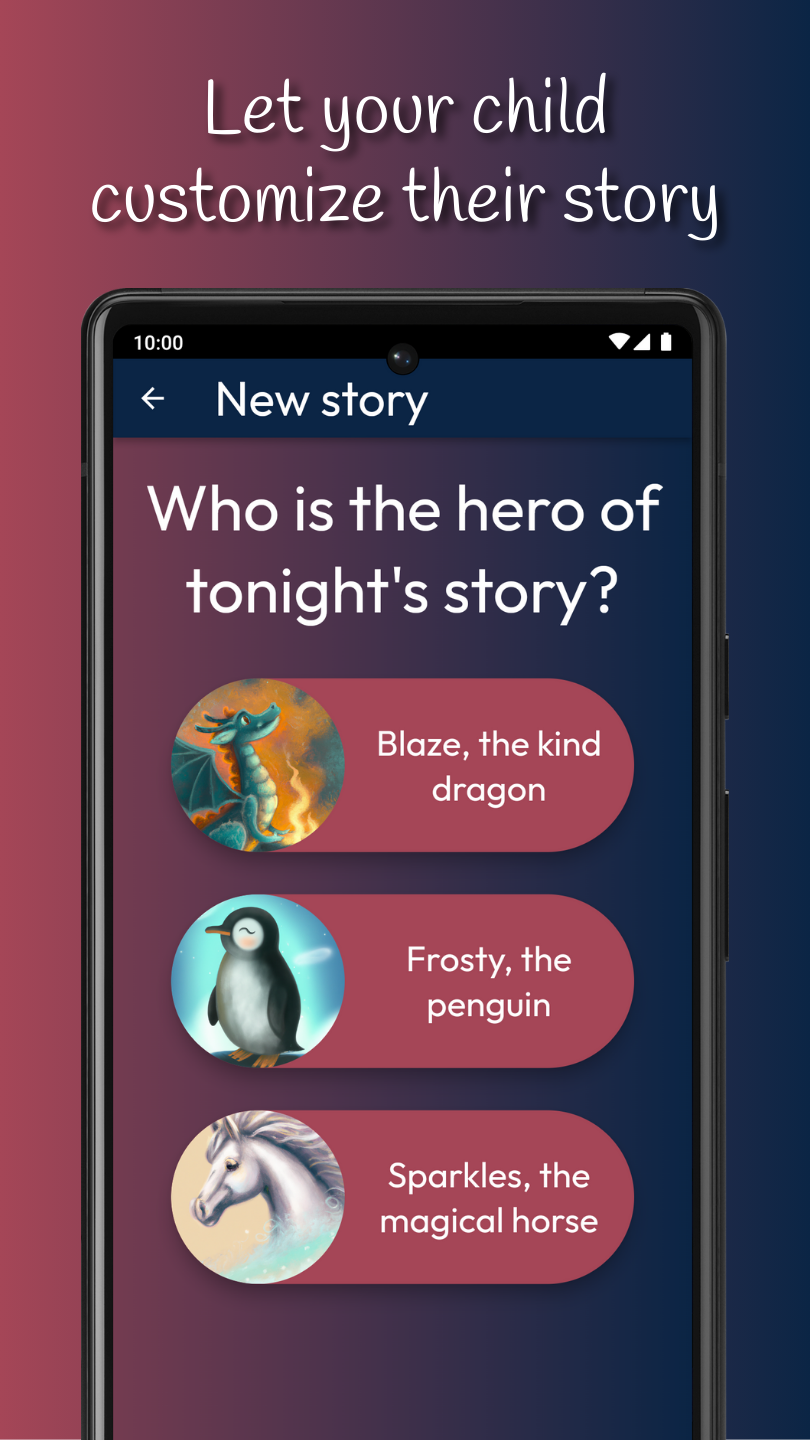 Let your child
customize their story
10:00
New story
Who is the hero of
tonight's story?
Blaze, the kind
dragon
Frosty, the
penguin
Sparkles, the
magical horse